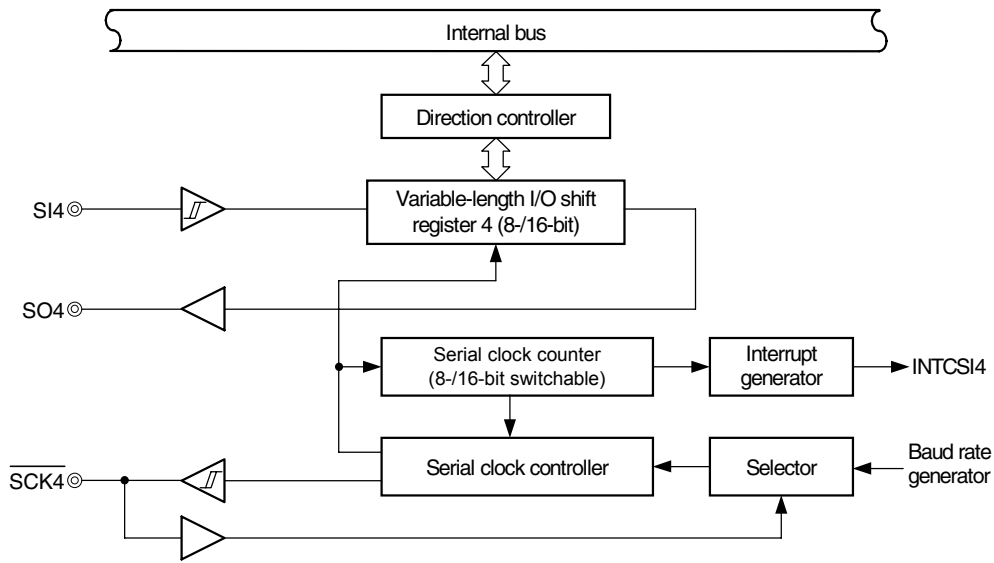 Internal bus
Direction controller
SI4
Variable-length I/O shift
register 4 (8-/16-bit)
SO4
Serial clock counter
(8-/16-bit switchable)
Interrupt
generator
INTCSI4
SCK4
Serial clock controller
Selector
Baud rate
generator